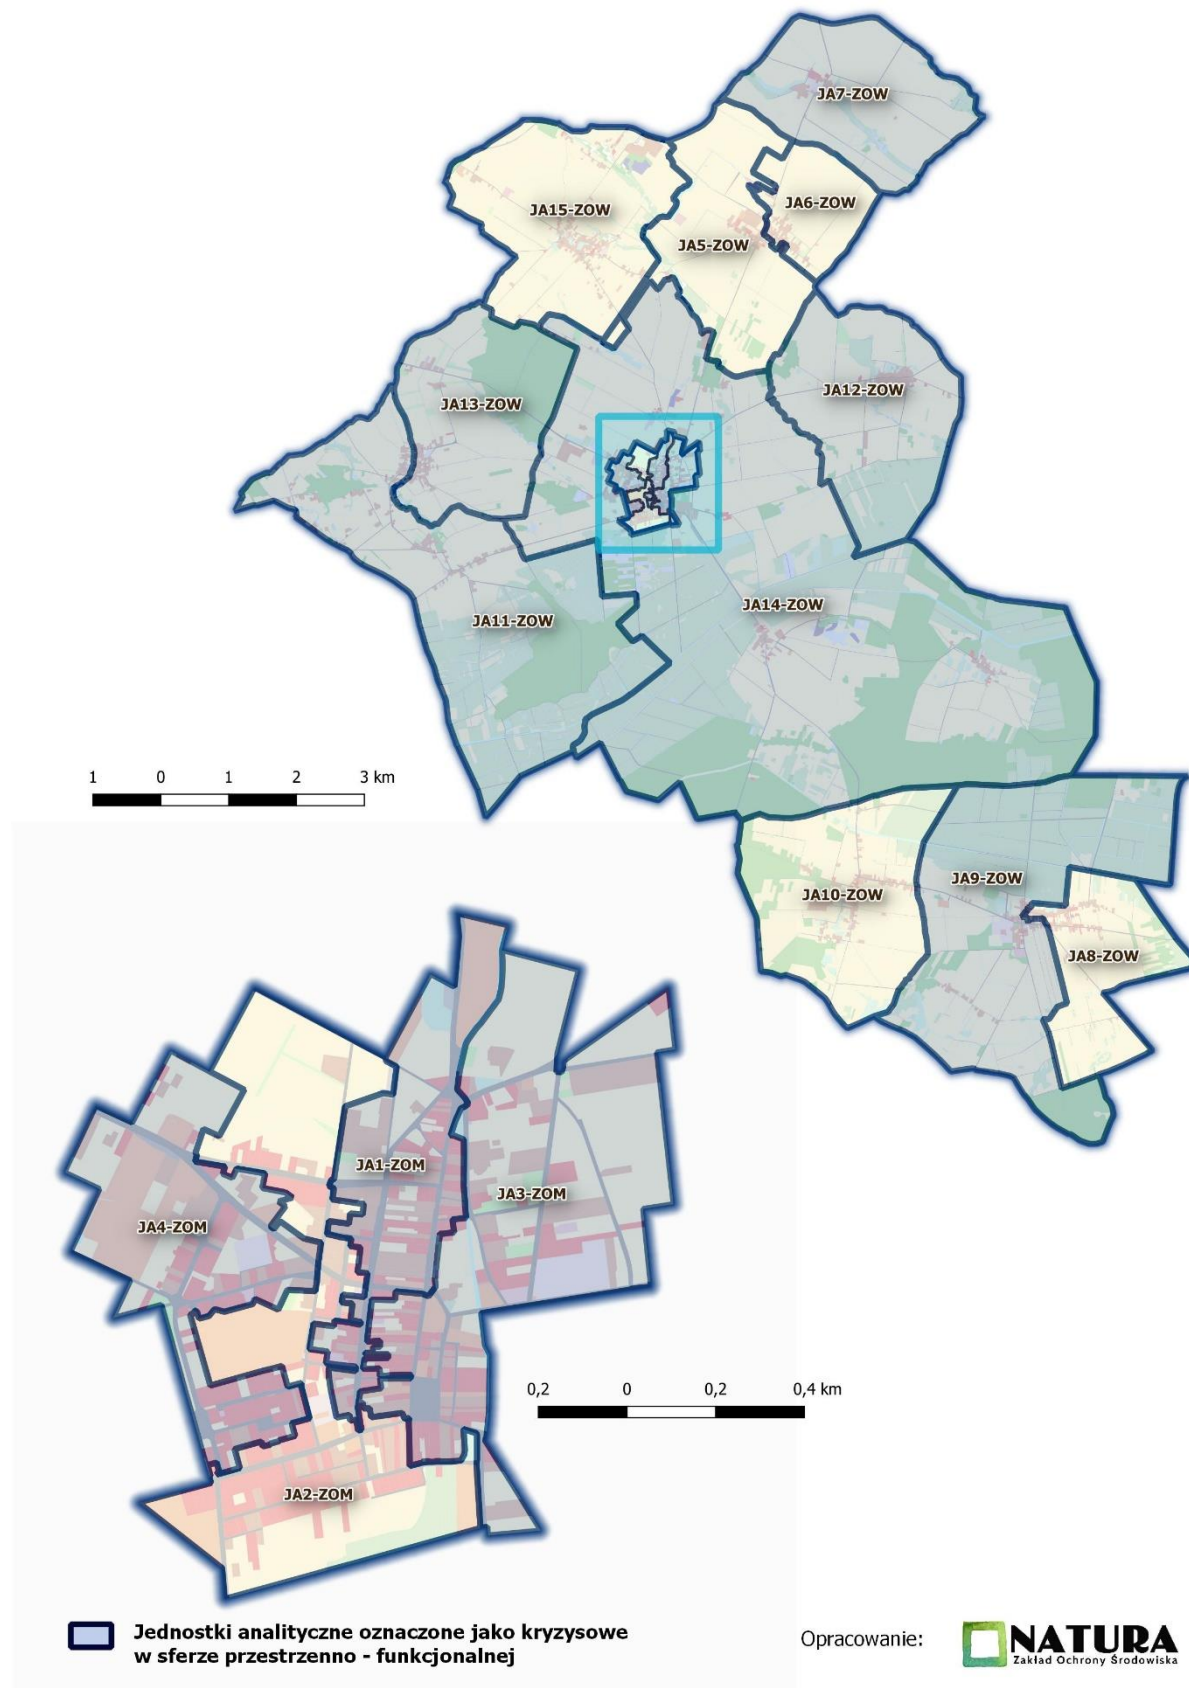 JA7-ZOW
JA15-ZOW
JA6-ZOW
JA5-ZOW
JA13-ZOW
JA12-ZOW
JA14-ZOW
JA11-ZOW
1 0 1 2 3 km
JA10-ZOW
JA9-ZOW
JA8-ZOW
JA1-ZOM
JA3-ZOM
JA4-ZOM
0,2 0 0,2 0,4 km
JA2-ZOM
Jednostki analityczne oznaczone jako kryzysowe
w sferze przestrzenno - funkcjonalnej
Opracowanie:
NATURA
Zakład Ochrony Środowiska